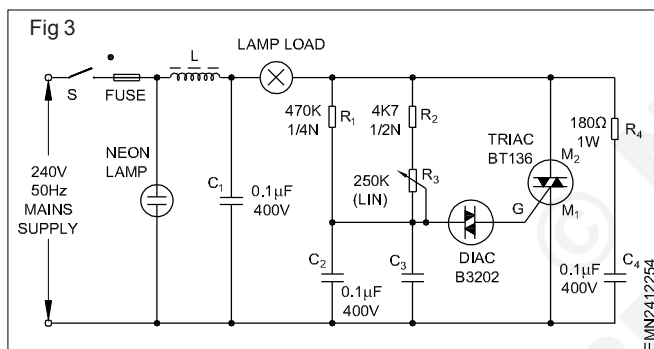 Fig 3
LAMP LOAD
L
S
FUSE
470K
1/4N
R1
4K7
1/2N
R2
TRIAC
BT136
M2
180Ω
1W
R4
NEON
LAMP
240V
50Hz
MAINS
SUPPLY
C1
0.1µF
400V
250K
(LIN)
R3
G
M1
DIAC
B3202
C2
0.1µF
400V
C3
C4
0.1µF
400V
EMN2412254